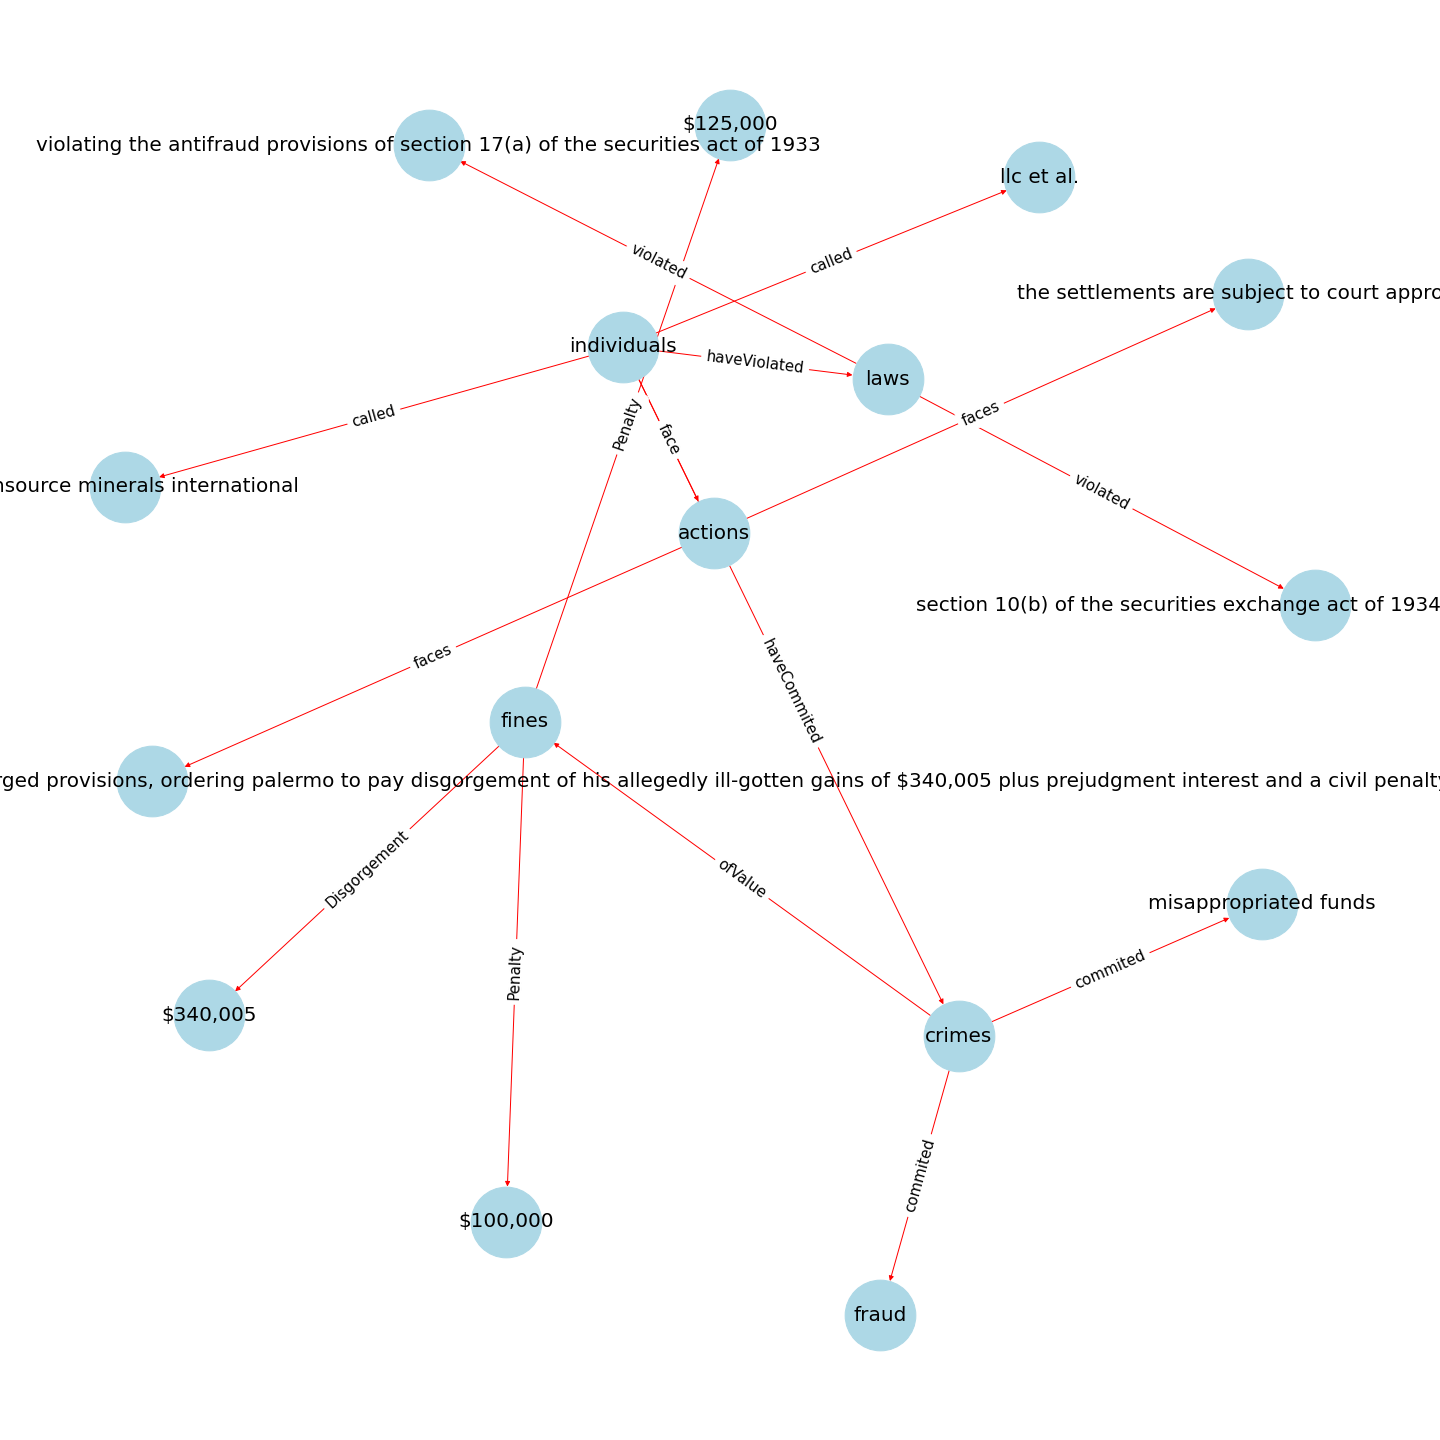 $125,000
violating the antifraud provisions of section 17(a) of the securities act of 1933
llc et al.
violated
called
the settlements are subject to court appro
individuals
haveViolated
laws
called
Penalty
face
faces
nsource minerals international
violated
actions
section 10(b) of the securities exchange act of 1934
faces
haveCommited
fines
rged provisions, ordering palermo to pay disgorgement of his allegedly ill-gotten gains of $340,005 plus prejudgment interest and a civil penalty
Disgorgement
ofValue
misappropriated funds
Penalty
commited
$340,005
crimes
commited
$100,000
fraud